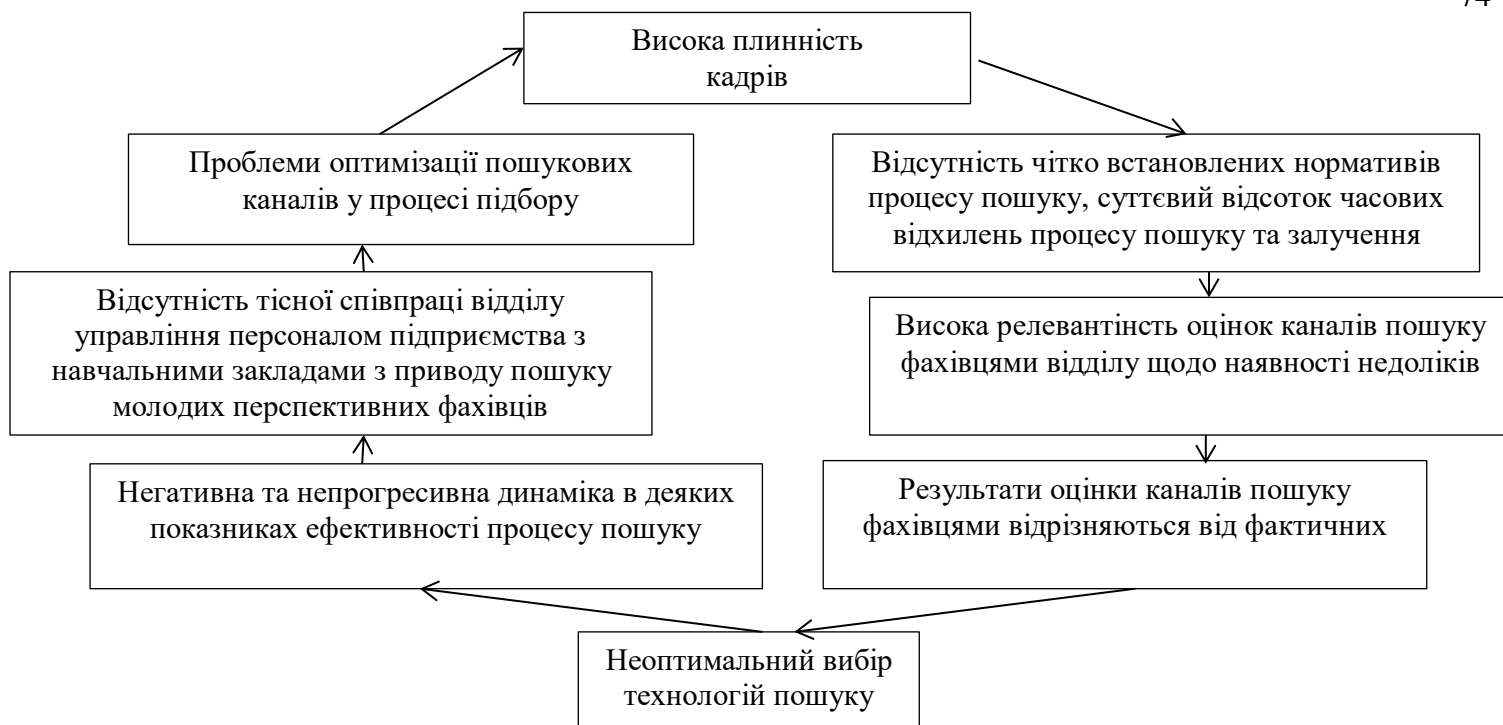 Висока плинність
кадрів
Проблеми оптимізації пошукових
каналів у процесі підбору
Відсутність чітко встановлених нормативів
процесу пошуку, суттєвий відсоток часових
відхилень процесу пошуку та залучення
Відсутність тісної співпраці відділу
управління персоналом підприємства з
навчальними закладами з приводу пошуку
молодих перспективних фахівців
Висока релевантінсть оцінок каналів пошуку
фахівцями відділу щодо наявності недоліків
Негативна та непрогресивна динаміка в деяких
показниках ефективності процесу пошуку
Результати оцінки каналів пошуку
фахівцями відрізняються від фактичних
Неоптимальний вибір
технологій пошуку